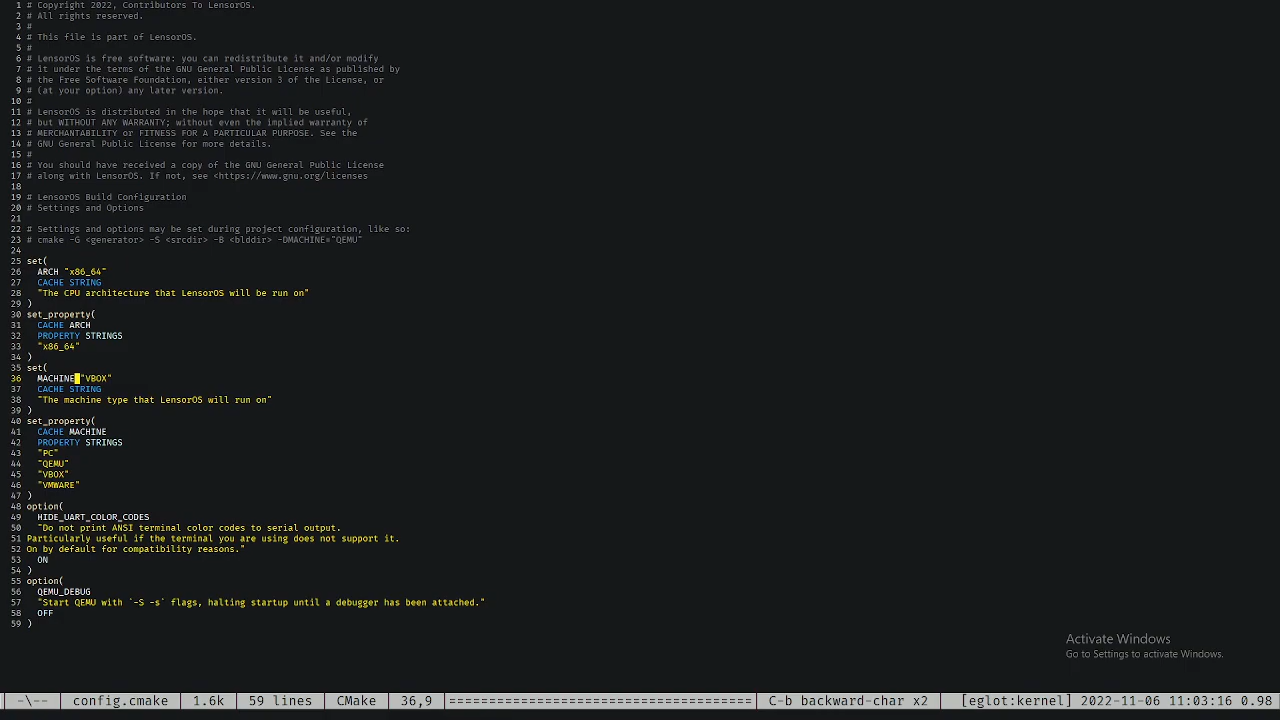 1 # Copyright 2022, Contributors To LensorOS.
2 # All rights reserved.
3 #
4 # This file is part of LensorOS.
5 #
6 # LensorOS is free software: you can redistribute it and/or modify
7 # it under the terms of the GNU General Public License as published by
8 # the Free Software Foundation, either version 3 of the License, or
9 # (at your option) any later version.
10 #
11 # LensorOS is distributed in the hope that it will be useful,
12 # but WITHOUT ANY WARRANTY; without even the implied warranty of
13 # MERCHANTABILITY or FITNESS FOR A PARTICULAR PURPOSE. See the
14 # GNU General Public License for more details.
15 #
16 # You should have received a copy of the GNU General Public License
17 # along with LensorOS. If not, see <https://www.gnu.org/licenses
18
19 # LensorOS Build Configuration
20 # Settings and Options
21
22 # Settings and options may be set during project configuration, like so:
23 # cmake -G <generator> -S <srcdir> -B <blddir> -DMACHINE="QEMU"
24
25 set(
26   ARCH "x86_64"
27   CACHE STRING
28   "The CPU architecture that LensorOS will be run on"
29 )
30 set_property(
31   CACHE ARCH
32   PROPERTY STRINGS
33   "x86_64"
34 )
35 set(
36   MACHINE "VBOX"
37   CACHE STRING
38   "The machine type that LensorOS will run on"
39 )
40 set_property(
41   CACHE MACHINE
42   PROPERTY STRINGS
43   "PC"
44   "QEMU"
45   "VBOX"
46   "VMWARE"
47 )
48 option(
49   HIDE_UART_COLOR_CODES
50   "Do not print ANSI terminal color codes to serial output.
51 Particularly useful if the terminal you are using does not support it.
52 On by default for compatibility reasons."
53   ON
54 )
55 option(
56   QEMU_DEBUG
57   "Start QEMU with `-S -s` flags, halting startup until a debugger has been attached."
58   OFF
59 )
Activate Windows
Go to Settings to activate Windows.
-\-- config.cmake 1.6k 59 lines CMake 36,9 ======================================== C-b backward-char x2 [eglot:kernel] 2022-11-06 11:03:16 0.98